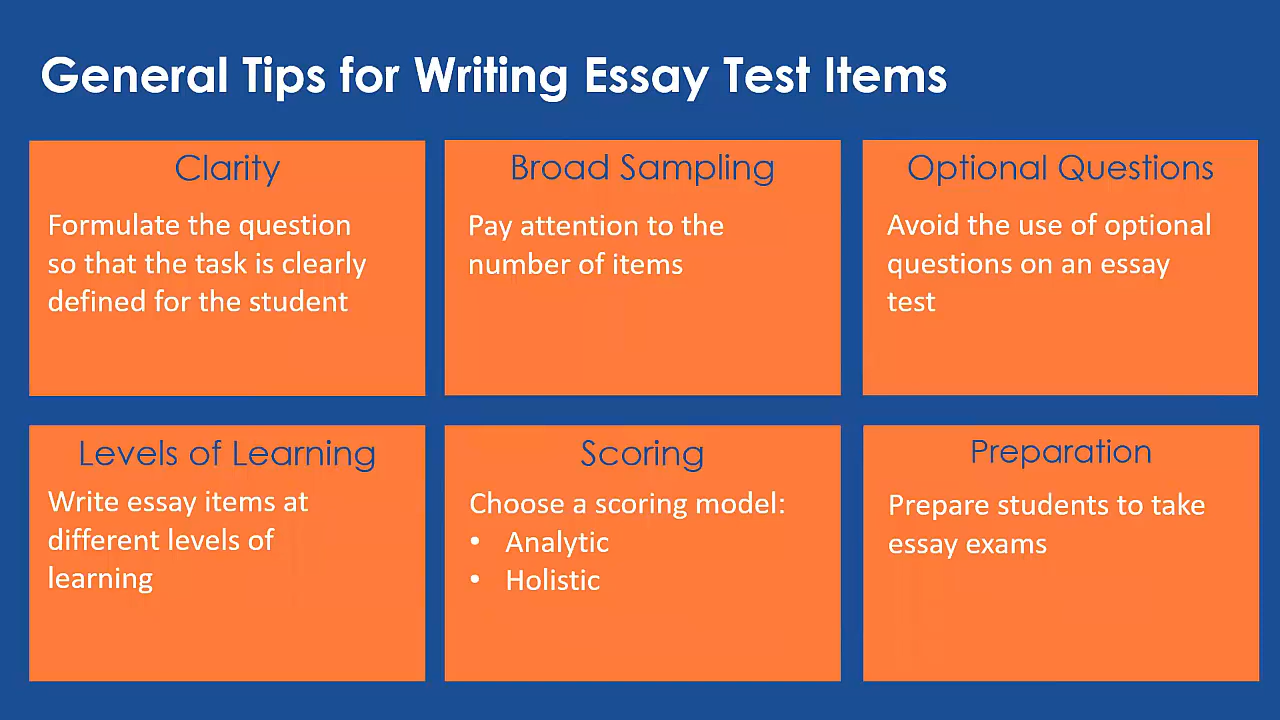 General Tips for Writing Essay Test Items
Clarity
Formulate the question
so that the task is clearly
defined for the student
Broad Sampling
Pay attention to the
number of items
Optional Questions
Avoid the use of optional
questions on an essay
test
Levels of Learning
Write essay items at
different levels of
learning
Scoring
Choose a scoring model:
• Analytic
• Holistic
Preparation
Prepare students to take
essay exams